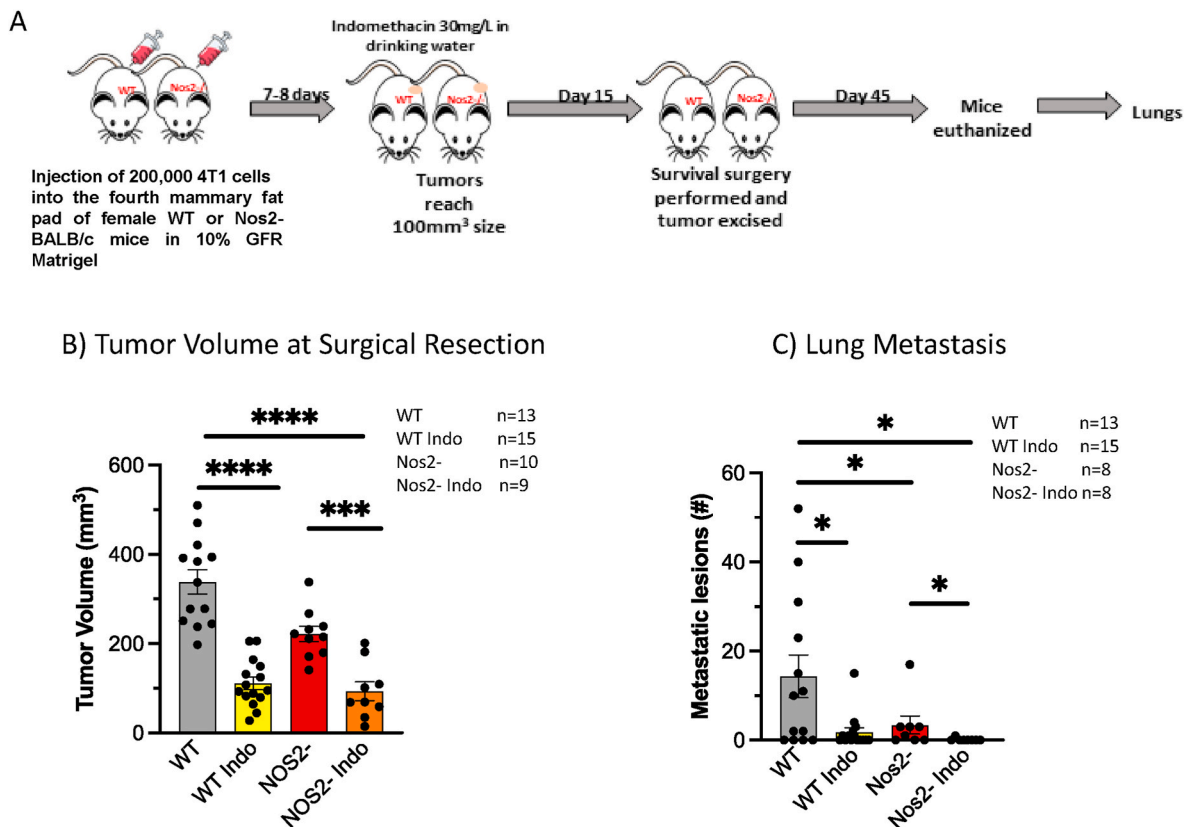 A
Indomethacin 30mg/L in
drinking water
WT
Nos2-/
7-8 days
WT
Nos2-/
Day 15
WT
Nos2-/
Day 45
Mice
euthanized
Lungs
Injection of 200,000 4T1 cells
into the fourth mammary fat
pad of female WT or Nos2-
BALB/c mice in 10% GFR
Matrigel
Tumors
reach
100mm³ size
Survival surgery
performed and
tumor excised
B) Tumor Volume at Surgical Resection
WT n=13
WT Indo n=15
Nos2- n=10
Nos2- Indo n=9
****
****
***
Tumor Volume (mm³)
600
400
200
0
WT
WT Indo
NOS2-
NOS2- Indo
C) Lung Metastasis
WT n=13
WT Indo n=15
Nos2- n=8
Nos2- Indo n=8
*
*
*
*
Metastatic lesions (#)
60
40
20
0
WT
WT Indo
Nos2-
Nos2- Indo